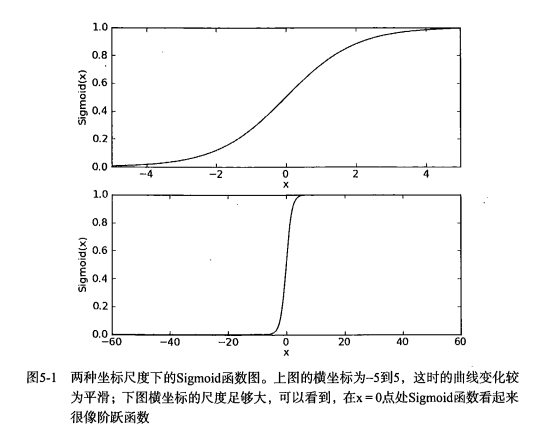 1.0
0.8
0.6
0.4
0.2
0.0
Sigmoid(x)
−4 −2 0 2 4
x
1.0
0.8
0.6
0.4
0.2
0.0
Sigmoid(x)
−60 −40 −20 0 20 40 60
x
图5-1 两种坐标尺度下的Sigmoid函数图。上图的横坐标为–5到5，这时的曲线变化较
为平滑；下图横坐标的尺度足够大，可以看到，在x = 0点处Sigmoid函数看起来
很像阶跃函数